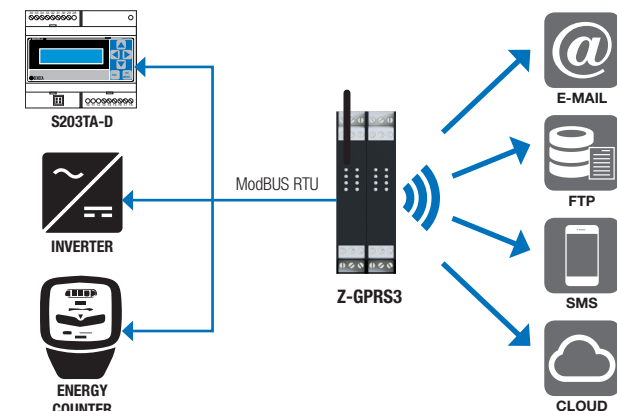 S203TA-D
INVERTER
ENERGY
COUNTER
ModBUS RTU
Z-GPRS3
@
E-MAIL
FTP
SMS
CLOUD